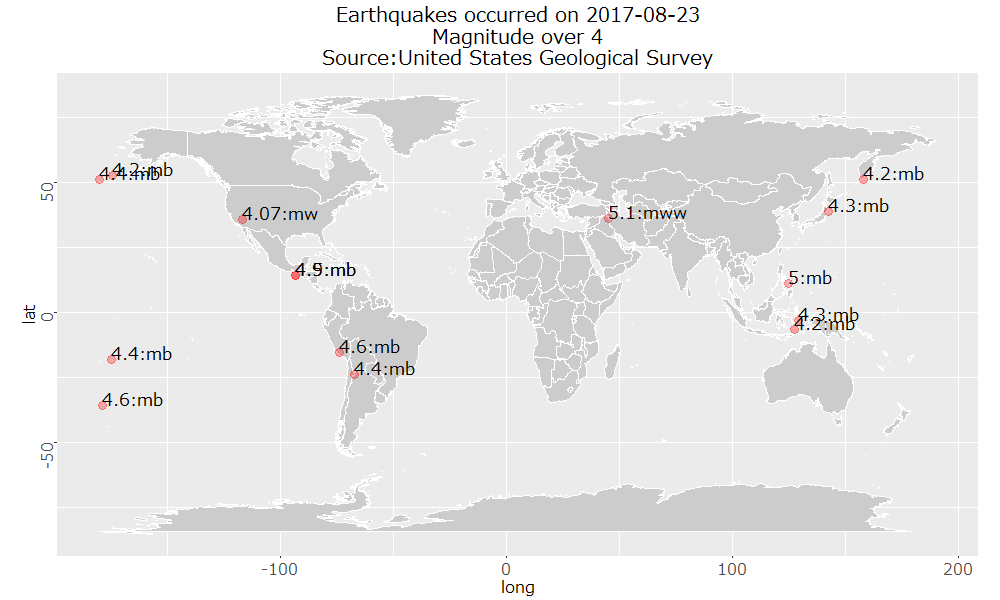 Earthquakes occurred on 2017-08-23
Magnitude over 4
Source:United States Geological Survey
4.2:mb
4.2:mb
4.07:mw
5.1:mww
4.3:mb
5:mb
4.3:mb
4.2:mb
4.6:mb
4.4:mb
4.4:mb
4.6:mb
lat
50
0
-50
-100
0
100
200
long